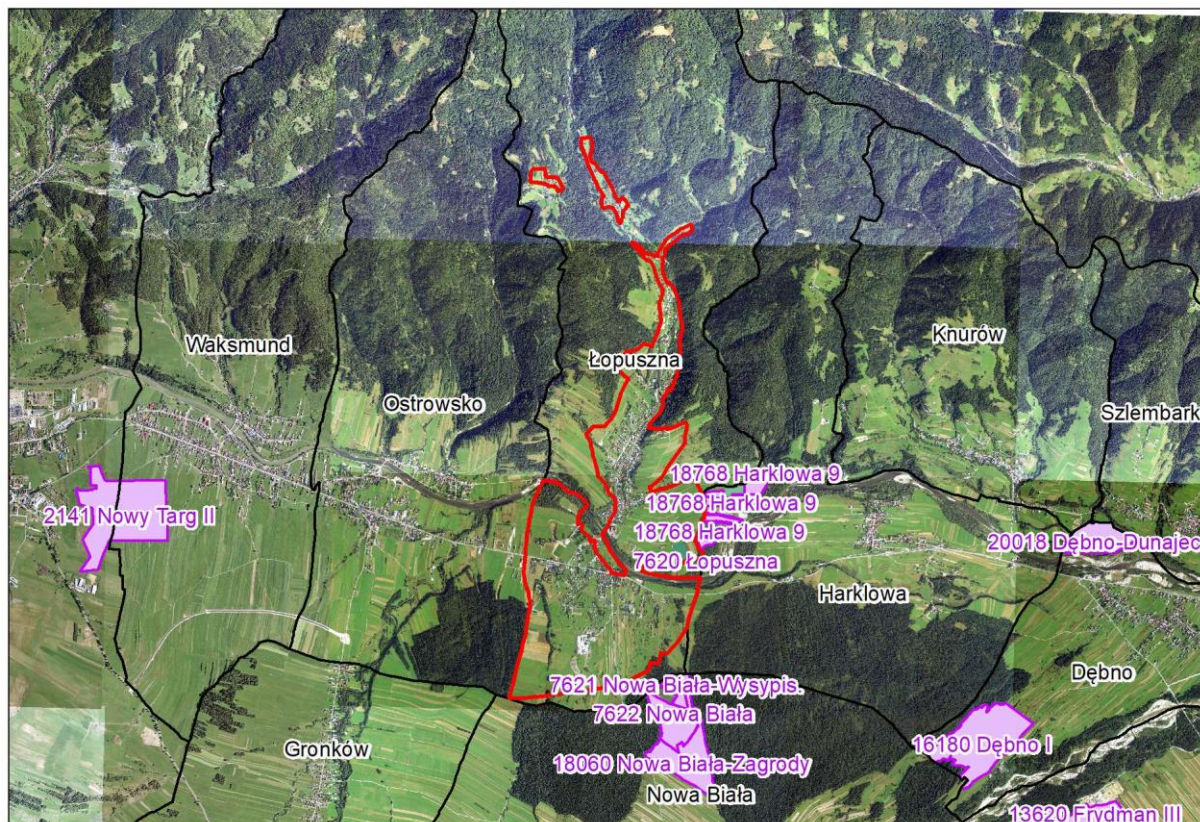 Waksmund
Ostrowsko
Łopuszna
Knurów
Szlembark
18768 Harklowa 9
18768 Harklowa 9
18768 Harklowa 9
2141 Nowy Targ II
20018 Dębno-Dunajec
7620 Łopuszna
Harklowa
Dębno
7621 Nowa Biała-Wysypis.
7622 Nowa Biała
Gronków
18060 Nowa Biała-Zagrody
16180 Dębno I
Nowa Biała
13620 Frydman III